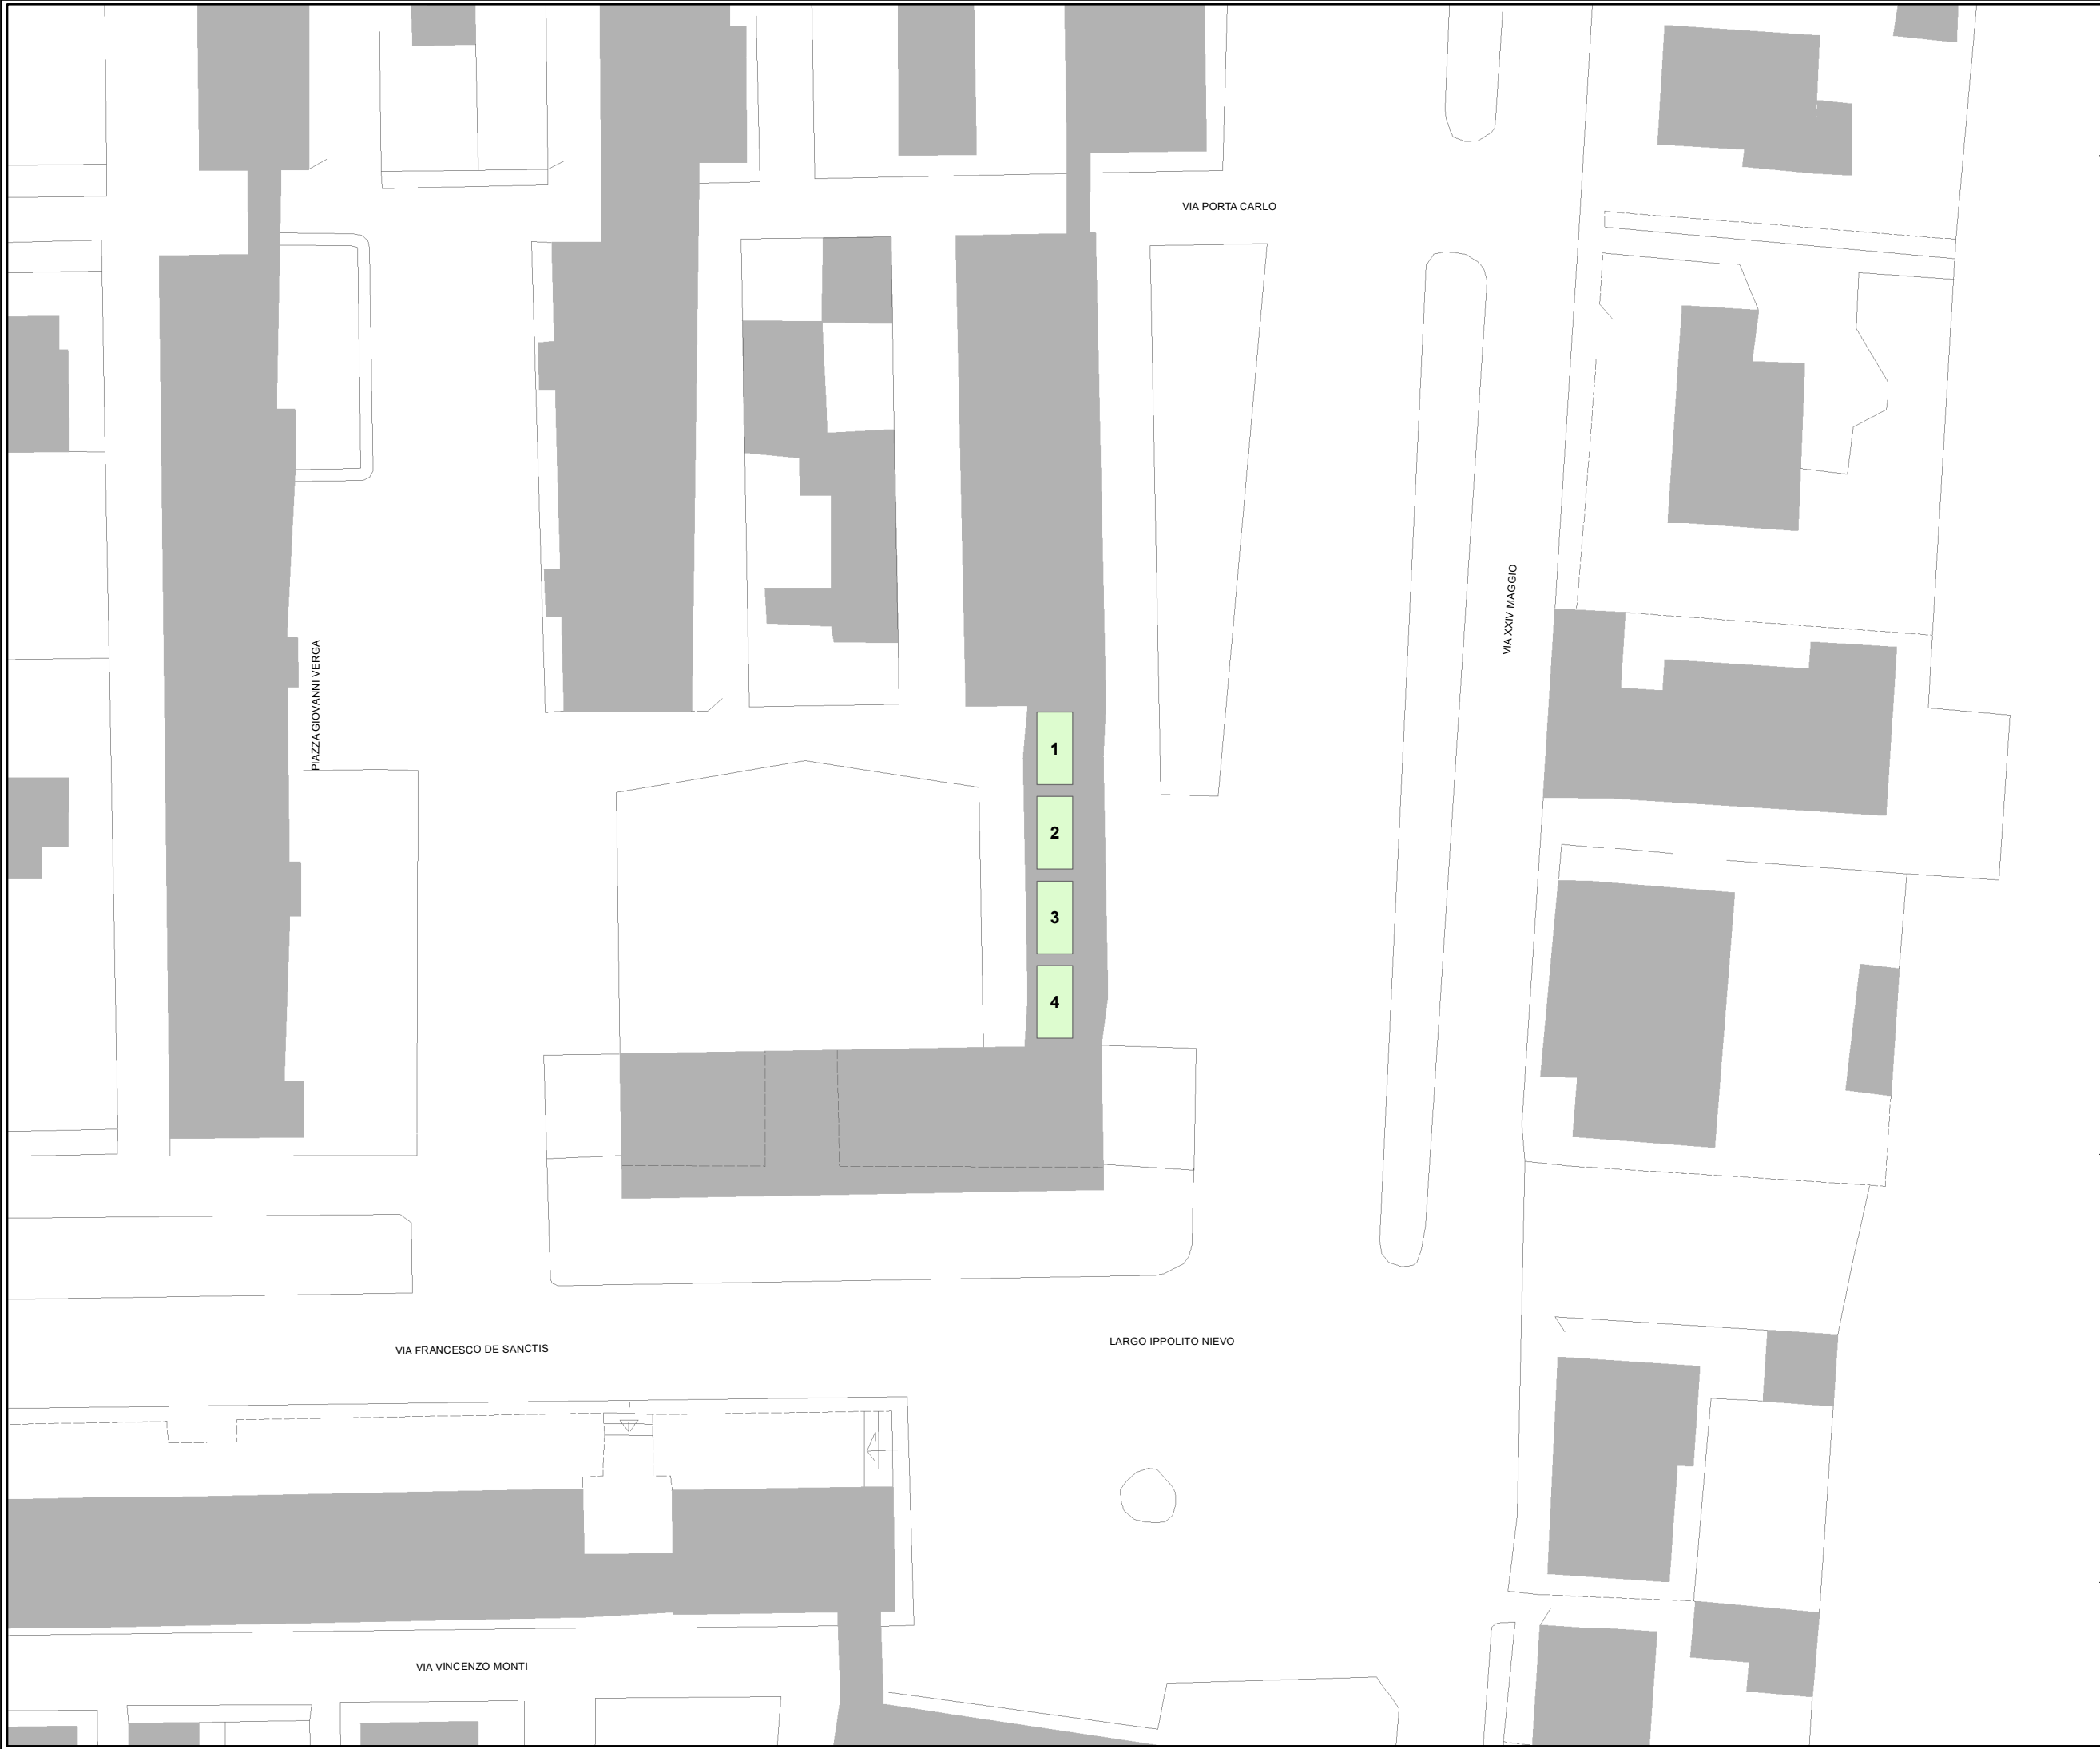 VIA PORTA CARLO
VIA XXIV MAGGIO
PIAZZA GIOVANNI VERGA
1
2
3
4
LARGO IPPOLITO NIEVO
VIA FRANCESCO DE SANCTIS
VIA VINCENZO MONTI